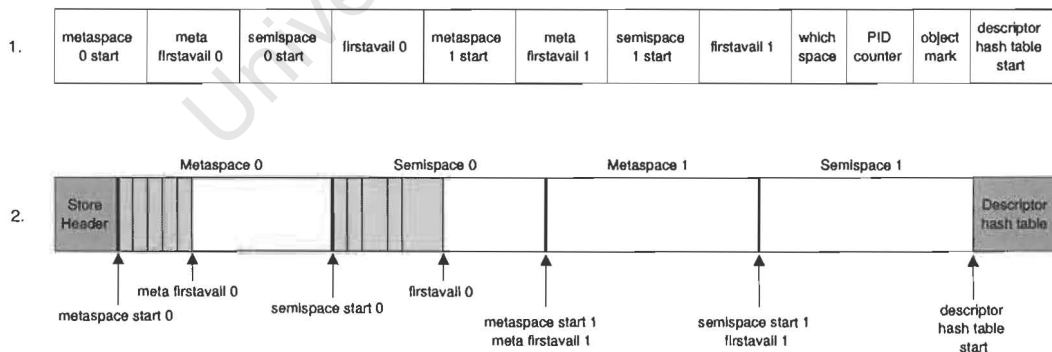 1.
metaspace
0 start
meta
firstavail 0
semispace
0 start
firstavail 0
metaspace
1 start
meta
firstavail 1
semispace
1 start
firstavail 1
which
space
PID
counter
object
mark
descriptor
hash table
start
Univer
2.
Metaspace 0
Semispace 0
Metaspace 1
Semispace 1
Store
Header
Descriptor
hash table
metaspace start 0
meta firstavail 0
semispace start 0
firstavail 0
metaspace start 1
meta firstavail 1
semispace start 1
firstavail 1
descriptor
hash table
start